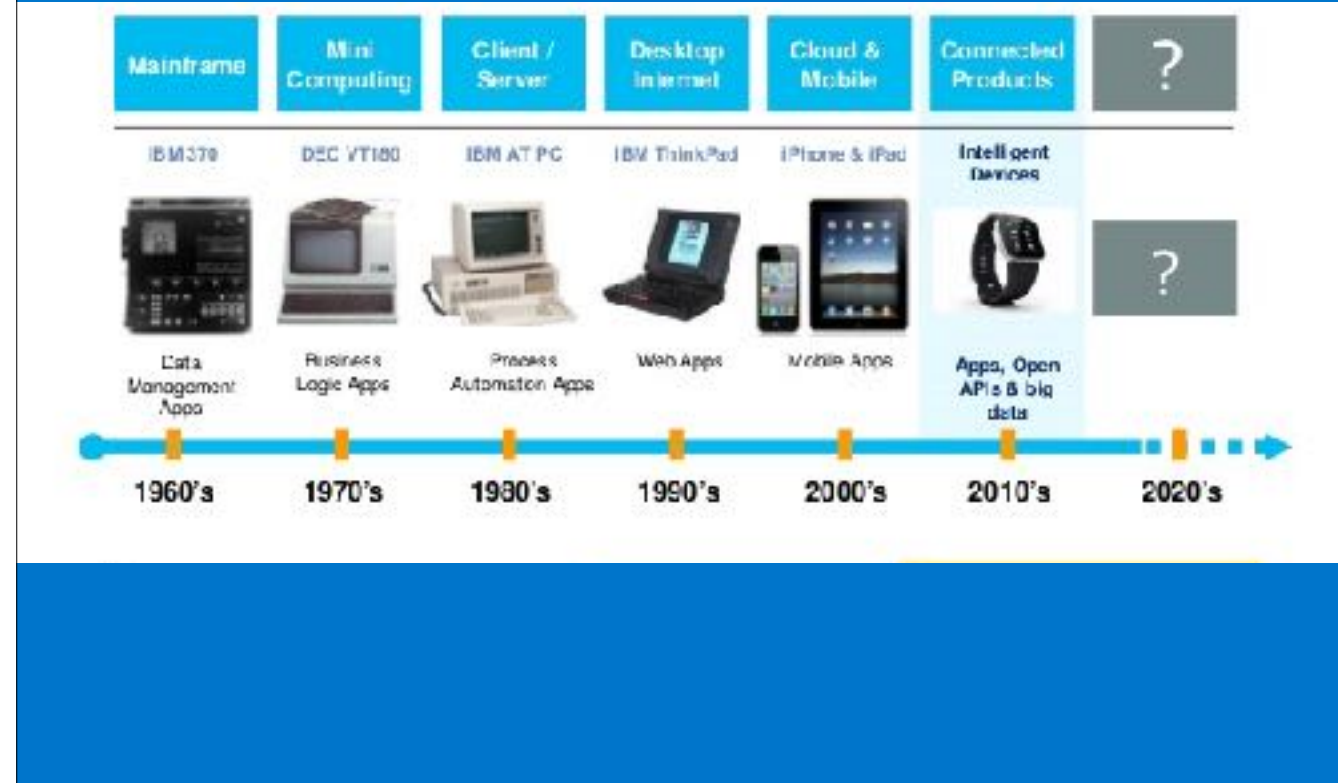 Mainframe
Mini
Computing
Client /
Server
Desktop
Internet
Cloud &
Mobile
Connected
Products
?
IBM 370
DEC VT180
IBM AT PC
IBM ThinkPad
iPhone & iPad
Intelligent
Devices
?
Data
Management
Apps
Business
Logic Apps
Process
Automation Apps
Web Apps
Mobile Apps
Apps, Open
APIs & big
data
1960's
1970's
1980's
1990's
2000's
2010's
2020's